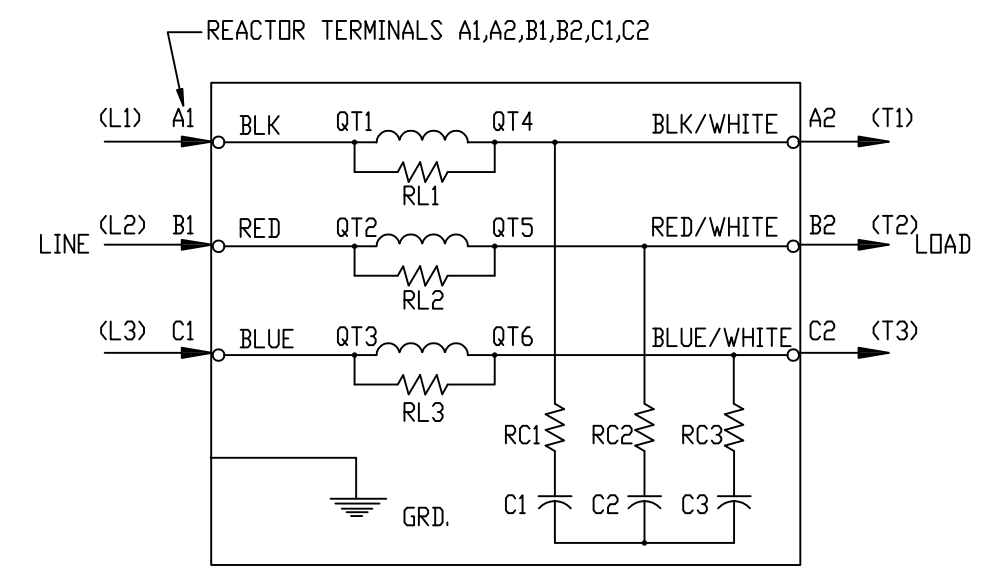 REACTOR TERMINALS A1,A2,B1,B2,C1,C2
(L1) A1 BLK QT1 QT4 BLK/WHITE A2 (T1)
RL1
LINE (L2) B1 RED QT2 QT5 RED/WHITE B2 (T2) LOAD
RL2
(L3) C1 BLUE QT3 QT6 BLUE/WHITE C2 (T3)
RL3
RC1 RC2 RC3
C1 C2 C3
GRD.